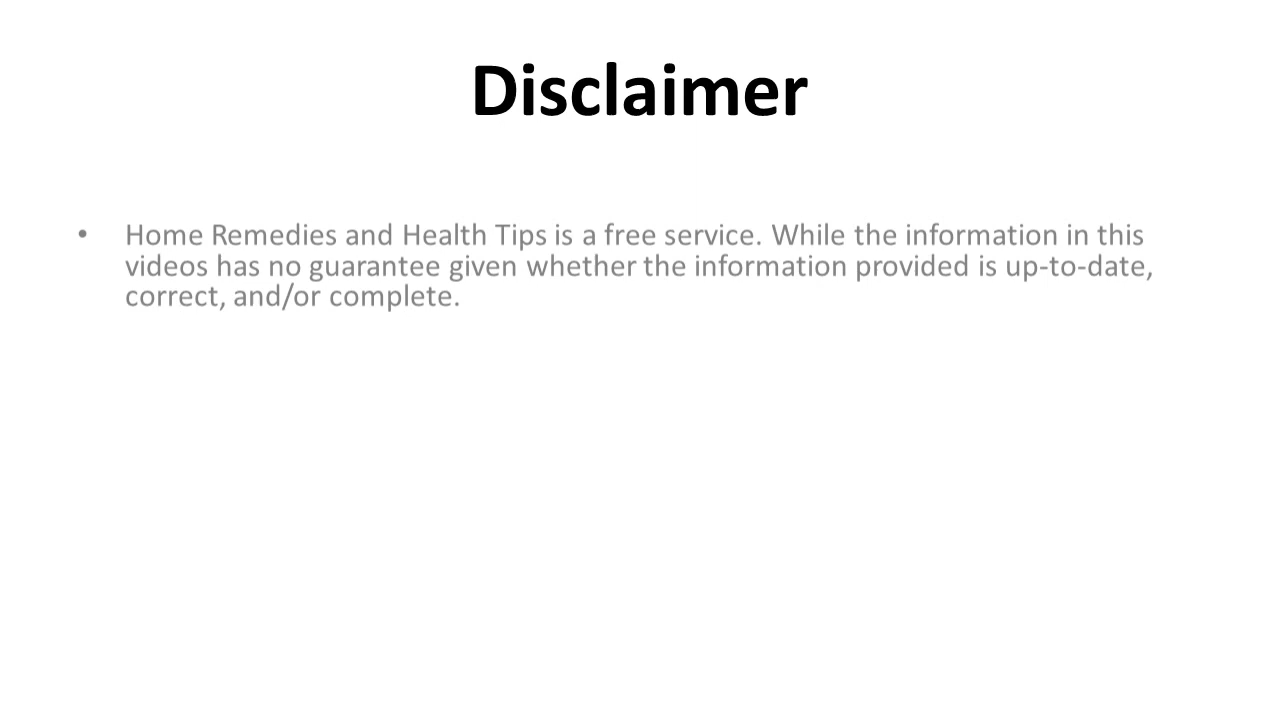 Disclaimer
• Home Remedies and Health Tips is a free service. While the information in this
videos has no guarantee given whether the information provided is up-to-date,
correct, and/or complete.